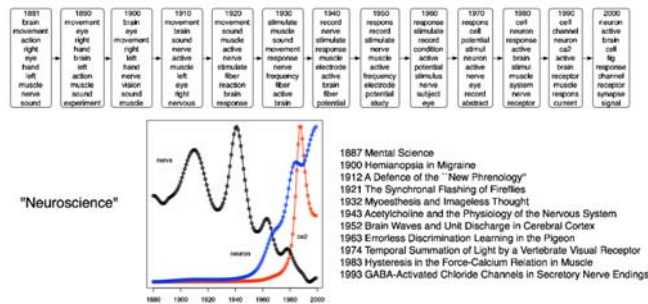 1881
brain
movement
action
right
eye
hand
left
muscle
nerve
sound
1890
movement
eye
right
hand
brain
left
action
muscle
sound
experiment
1900
brain
eye
movement
right
left
hand
nerve
vision
sound
muscle
1910
movement
brain
sound
nerve
active
muscle
left
eye
right
nervous
1920
movement
sound
muscle
active
nerve
stimulate
fiber
reaction
brain
response
1930
stimulate
muscle
sound
movement
response
nerve
frequency
fiber
active
brain
1940
record
nerve
stimulate
response
muscle
electrode
active
brain
fiber
potential
1950
respons
record
stimulate
nerve
muscle
active
frequency
electrode
potential
study
1960
response
stimulate
record
condition
active
potential
stimulus
nerve
subject
eye
1970
respons
cell
potential
stimul
neuron
active
nerve
eye
record
abstract
1980
cell
neuron
response
active
brain
stimul
muscle
system
nerve
receptor
1990
cell
channel
neuron
ca2
active
brain
receptor
muscle
respons
current
2000
neuron
active
brain
cell
fig
response
channel
receptor
synapse
signal
"Neuroscience"
nerve
neuron
ca2
1880
1900
1920
1940
1960
1980
2000
1887 Mental Science
1900 Hemianopsia in Migraine
1912 A Defence of the ``New Phrenology"
1921 The Synchronal Flashing of Fireflies
1932 Myoesthesis and Imageless Thought
1943 Acetylcholine and the Physiology of the Nervous System
1952 Brain Waves and Unit Discharge in Cerebral Cortex
1963 Errorless Discrimination Learning in the Pigeon
1974 Temporal Summation of Light by a Vertebrate Visual Receptor
1983 Hysteresis in the Force-Calcium Relation in Muscle
1993 GABA-Activated Chloride Channels in Secretory Nerve Endings